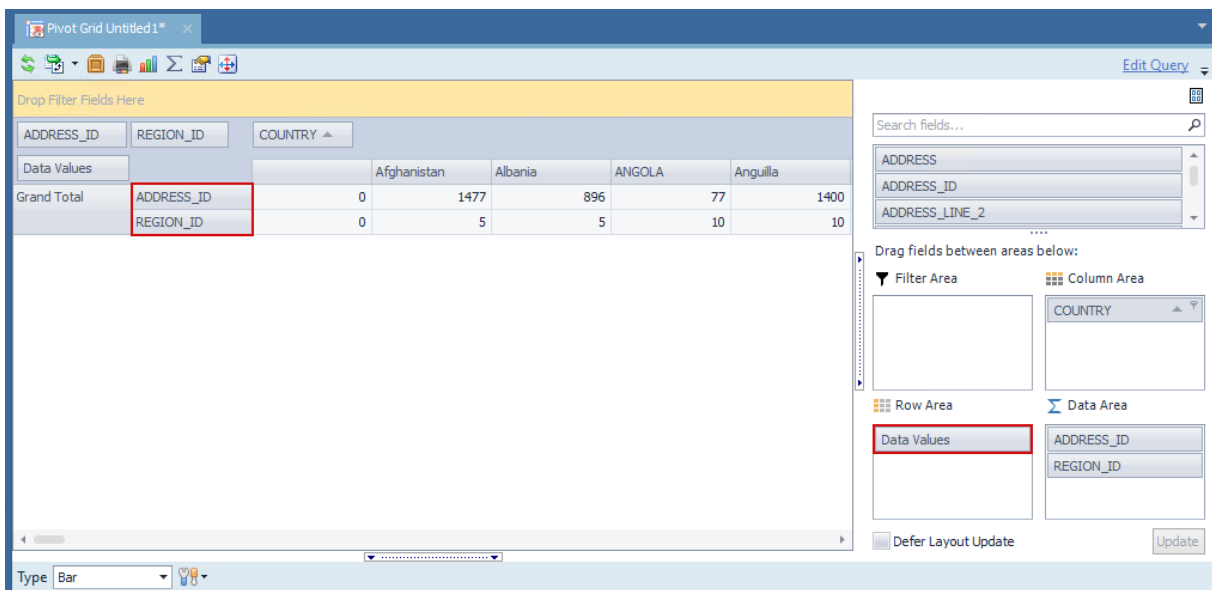 Pivot Grid Untitled1*
Edit Query
Drop Filter Fields Here
ADDRESS_ID REGION_ID COUNTRY
Data Values
Afghanistan Albania ANGOLA Anguilla
Grand Total ADDRESS_ID 0 1477 896 77 1400
REGION_ID 0 5 5 10 10
Search fields...
ADDRESS
ADDRESS_ID
ADDRESS_LINE_2
Drag fields between areas below:
Filter Area Column Area
COUNTRY
Row Area Data Area
Data Values ADDRESS_ID
REGION_ID
Defer Layout Update Update
Type Bar